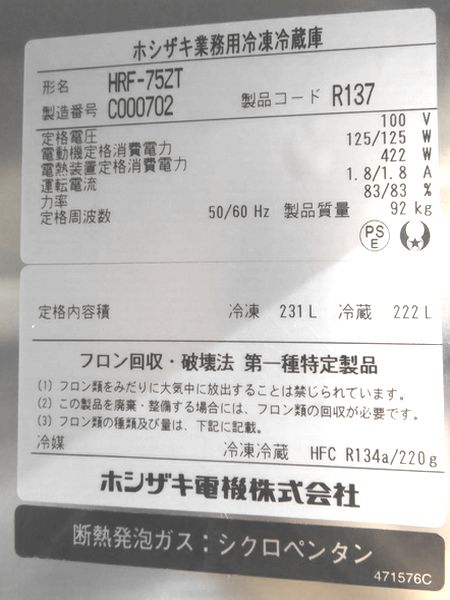 ホシザキ業務用冷凍冷蔵庫
形名 HRF-75ZT
製造番号 C000702 製品コード R137
定格電圧 100 V
電動機定格消費電力 125/125 W
電熱装置定格消費電力 422 W
運転電流 1.8/1.8 A
力率 83/83 %
定格周波数 50/60 Hz 製品質量 92 kg
PS
E
定格内容積 冷凍 231 L 冷蔵 222 L
フロン回収・破壊法 第一種特定製品
(1) フロン類をみだりに大気中に放出することは禁じられています。
(2) この製品を廃棄・整備する場合には、フロン類の回収が必要です。
(3) フロン類の種類及び量は、下記に記載。
冷媒 冷凍冷蔵 HFC R134a/220g
ホシザキ電機株式会社
断熱発泡ガス：シクロペンタン
471576C